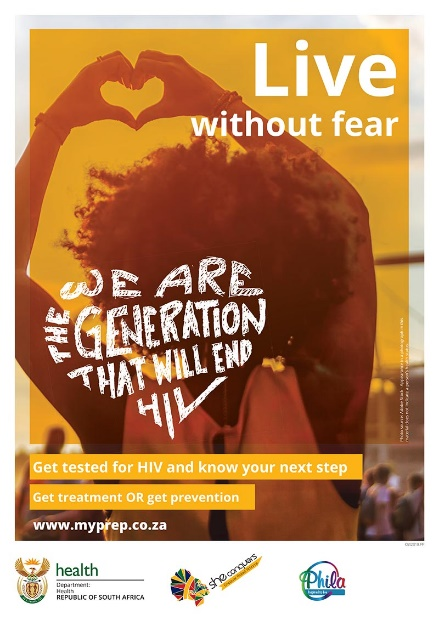 Live
without fear
WE ARE
THE GENERATION
THAT WILL END
HIV
Get tested for HIV and know your next step
Get treatment OR get prevention
www.myprep.co.za
health
Department:
Health
REPUBLIC OF SOUTH AFRICA
she conquers
Phila